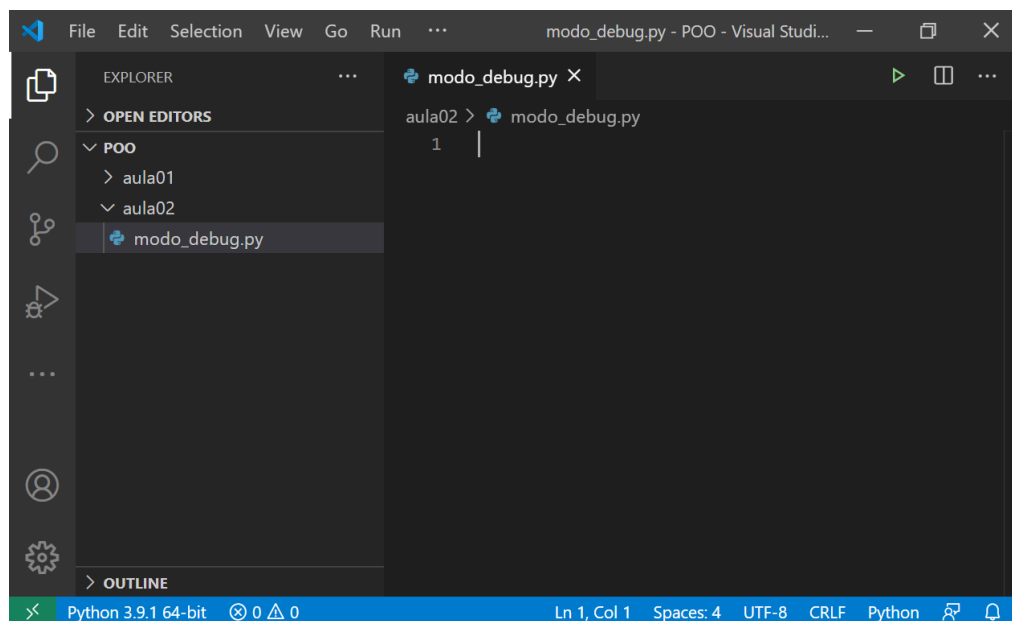 File Edit Selection View Go Run ··· modo_debug.py - POO - Visual Studi...
EXPLORER ···
modo_debug.py
OPEN EDITORS
aula02 > modo_debug.py
POO
1
aula01
aula02
modo_debug.py
OUTLINE
Python 3.9.1 64-bit 0 0 Ln 1, Col 1 Spaces: 4 UTF-8 CRLF Python